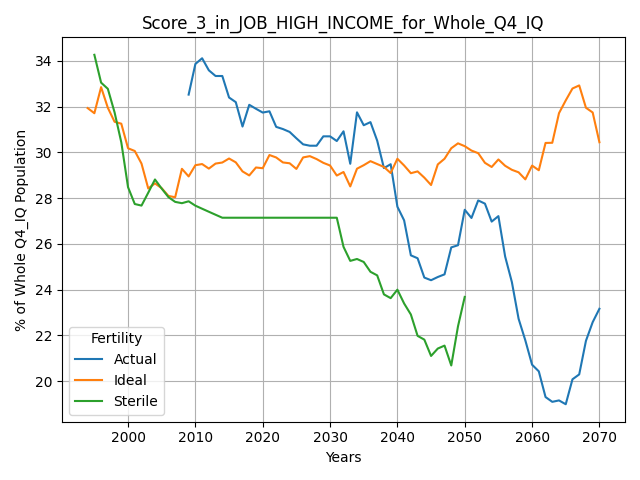 Score_3_in_JOB_HIGH_INCOME_for_Whole_Q4_IQ
% of Whole Q4_IQ Population
34
32
30
28
26
24
22
20
Fertility
Actual
Ideal
Sterile
2000 2010 2020 2030 2040 2050 2060 2070
Years